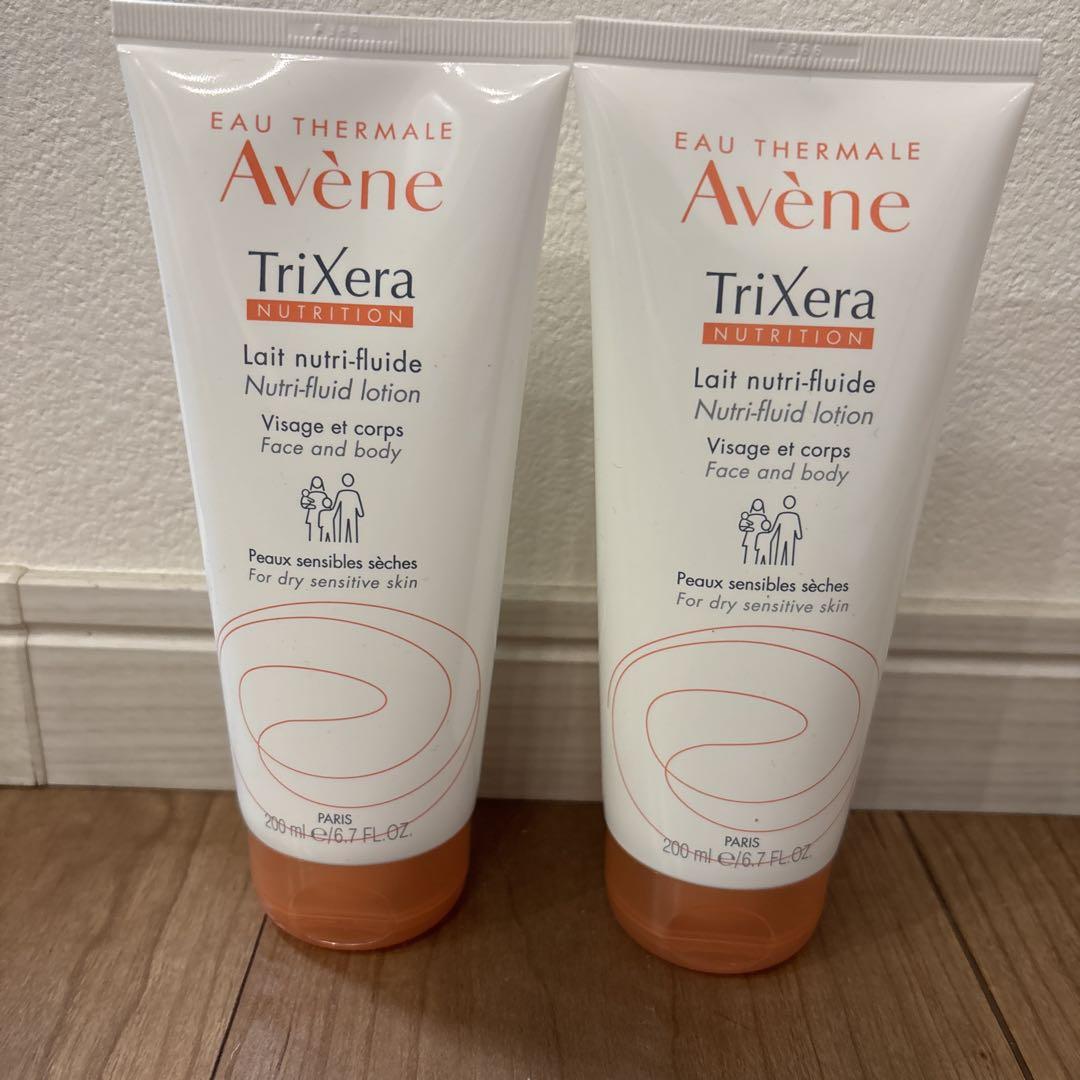 EAU THERMALE
Avène
TriXera
NUTRITION
Lait nutri-fluide
Nutri-fluid lotion
Visage et corps
Face and body
Peaux sensibles sèches
For dry sensitive skin
PARIS
200 ml e/6.7 FL.OZ.
EAU THERMALE
Avène
TriXera
NUTRITION
Lait nutri-fluide
Nutri-fluid lotion
Visage et corps
Face and body
Peaux sensibles sèches
For dry sensitive skin
PARIS
200 ml e/6.7 FL.OZ.